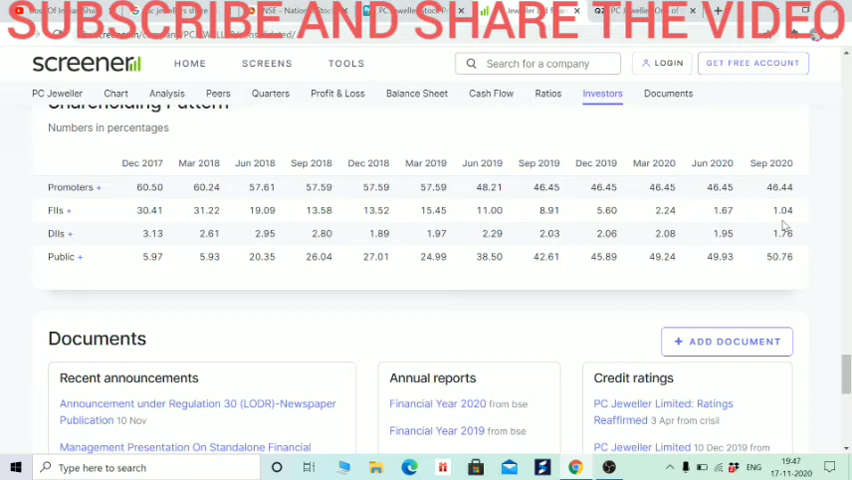 SUBSCRIBE AND SHARE THE VIDEO
screener
HOME SCREENS TOOLS
Search for a company
LOGIN
GET FREE ACCOUNT
PC Jeweller Chart Analysis Peers Quarters Profit & Loss Balance Sheet Cash Flow Ratios Investors Documents
Shareholding Pattern
Numbers in percentages
Dec 2017 Mar 2018 Jun 2018 Sep 2018 Dec 2018 Mar 2019 Jun 2019 Sep 2019 Dec 2019 Mar 2020 Jun 2020 Sep 2020
Promoters + 60.50 60.24 57.61 57.59 57.59 57.59 48.21 46.45 46.45 46.45 46.45 46.44
FIIs + 30.41 31.22 19.09 13.58 13.52 15.45 11.00 8.91 5.60 2.24 1.67 1.04
DIIs + 3.13 2.61 2.95 2.80 1.89 1.97 2.29 2.03 2.06 2.08 1.95 1.76
Public + 5.97 5.93 20.35 26.04 27.01 24.99 38.50 42.61 45.89 49.24 49.93 50.76
Documents
+ ADD DOCUMENT
Recent announcements
Announcement under Regulation 30 (LODR)-Newspaper
Publication 10 Nov
Management Presentation On Standalone Financial
Annual reports
Financial Year 2020 from bse
Financial Year 2019 from bse
Credit ratings
PC Jeweller Limited: Ratings
Reaffirmed 3 Apr from crisil
PC Jeweller Limited 10 Dec 2019 from
Type here to search
ENG
19:47
17-11-2020